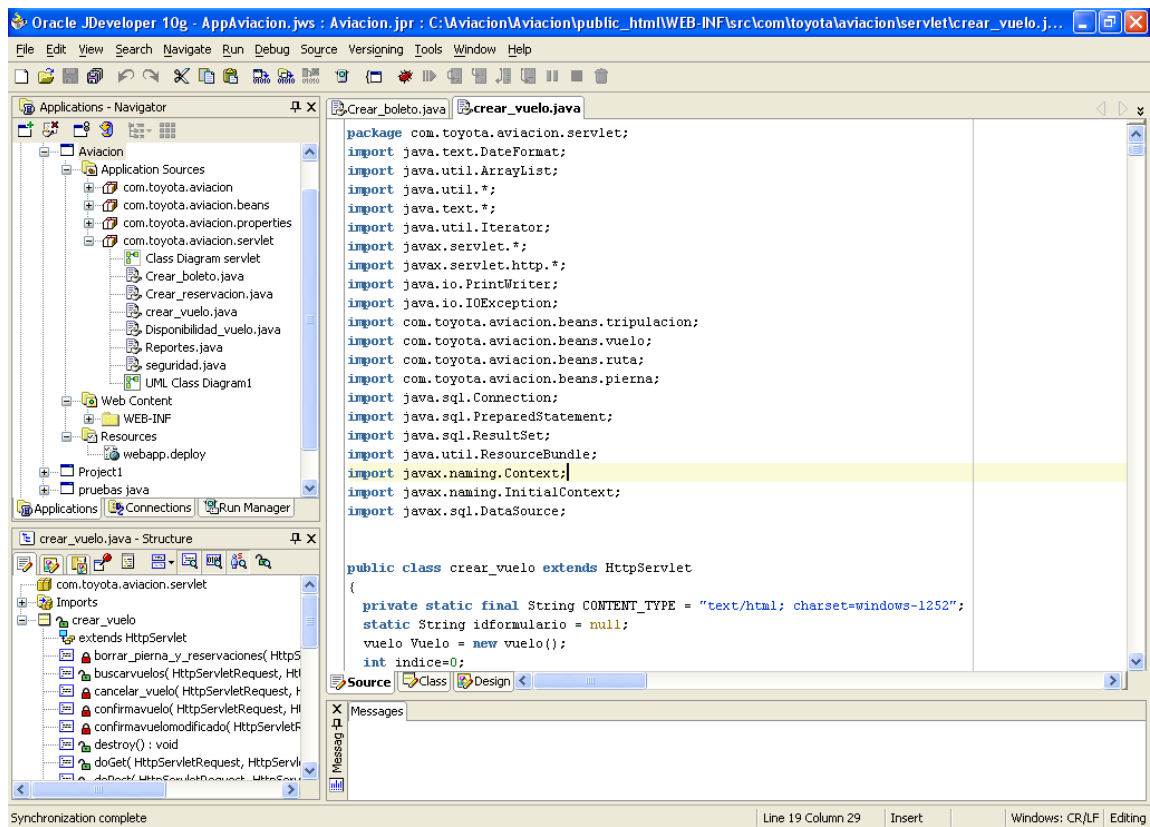 Oracle JDeveloper 10g - AppAviacion.jws : Aviacion.jpr : C:\Aviacion\Aviacion\public_html\WEB-INF\src\com\toyota\aviacion\servlet\crear_vuelo.j...
File Edit View Search Navigate Run Debug Source Versioning Tools Window Help
Applications - Navigator
Aviacion
Application Sources
com.toyota.aviacion
com.toyota.aviacion.beans
com.toyota.aviacion.properties
com.toyota.aviacion.servlet
Class Diagram servlet
Crear_boleto.java
Crear_reservacion.java
crear_vuelo.java
Disponibilidad_vuelo.java
Reportes.java
seguridad.java
UML Class Diagram1
Web Content
WEB-INF
Resources
webapp.deploy
Project1
pruebas java
Applications Connections Run Manager
crear_vuelo.java - Structure
com.toyota.aviacion.servlet
Imports
crear_vuelo
extends HttpServlet
borrar_pierna_y_reservaciones( HttpS
buscarvuelos( HttpServletRequest, Htt
cancelar_vuelo( HttpServletRequest, H
confirmavuelo( HttpServletRequest, Ht
confirmavuelomodificado( HttpServletR
destroy() : void
doGet( HttpServletRequest, HttpServle
Crear_boleto.java crear_vuelo.java
package com.toyota.aviacion.servlet;
import java.text.DateFormat;
import java.util.ArrayList;
import java.util.*;
import java.text.*;
import java.util.Iterator;
import javax.servlet.*;
import javax.servlet.http.*;
import java.io.PrintWriter;
import java.io.IOException;
import com.toyota.aviacion.beans.tripulacion;
import com.toyota.aviacion.beans.vuelo;
import com.toyota.aviacion.beans.ruta;
import com.toyota.aviacion.beans.pierna;
import java.sql.Connection;
import java.sql.PreparedStatement;
import java.sql.ResultSet;
import java.util.ResourceBundle;
import javax.naming.Context;
import javax.naming.InitialContext;
import javax.sql.DataSource;
public class crear_vuelo extends HttpServlet
{
private static final String CONTENT_TYPE = "text/html; charset=windows-1252";
static String idformulario = null;
vuelo Vuelo = new vuelo();
int indice=0;
Source Class Design
Messages
Messag
Synchronization complete
Line 19 Column 29 Insert Windows: CR/LF Editing